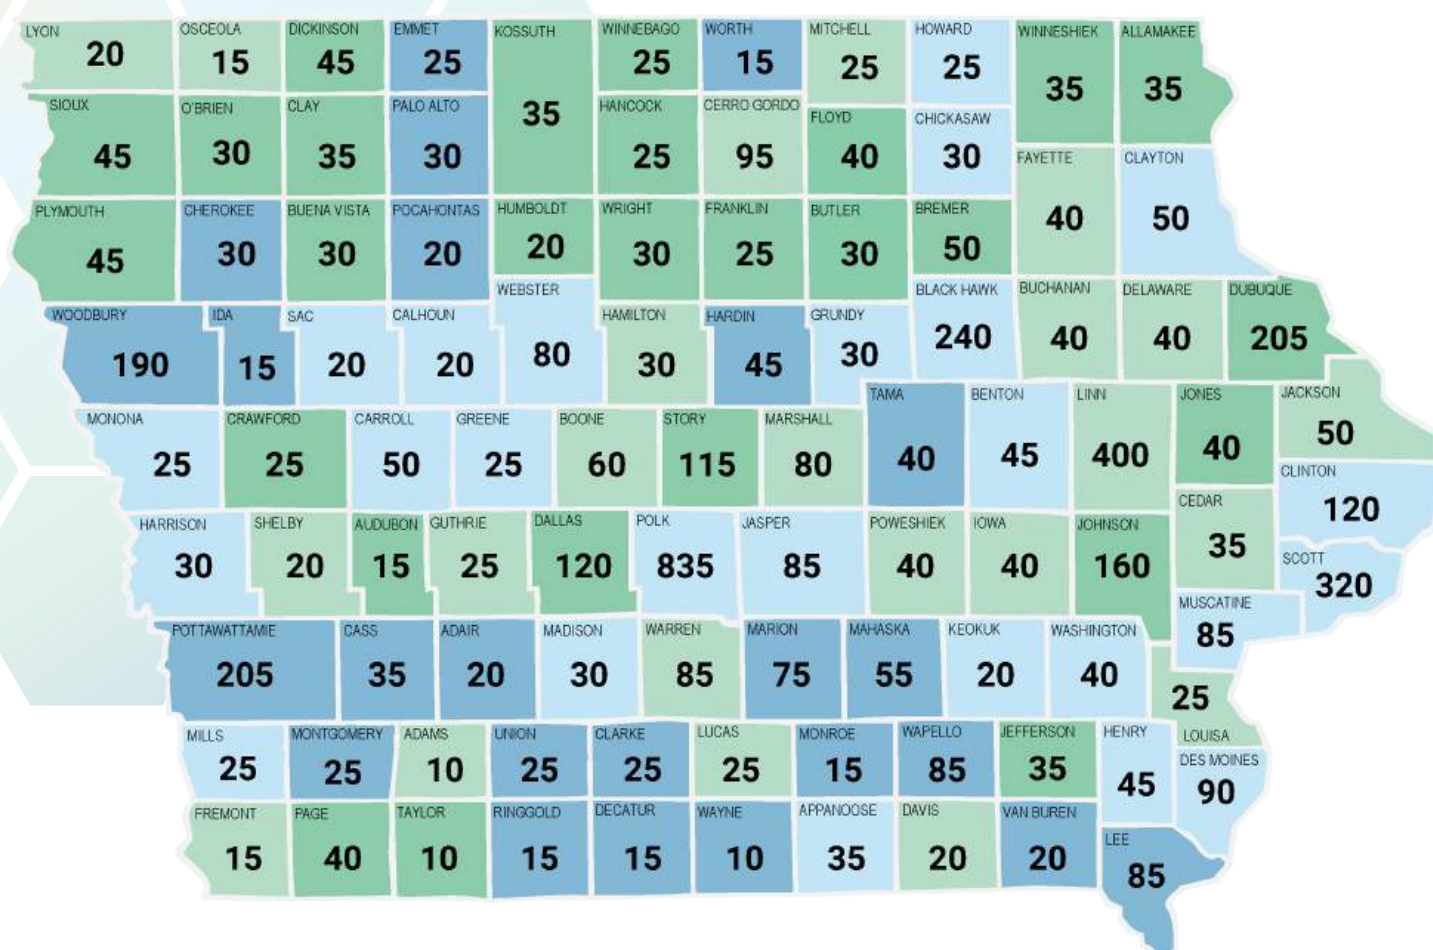 LYON
20
OSCEOLA
15
DICKINSON
45
EMMET
25
KOSSUTH
35
WINNEBAGO
25
WORTH
15
MITCHELL
25
HOWARD
25
WINNESHIEK
35
ALLAMAKEE
35
SIOUX
45
O'BRIEN
30
CLAY
35
PALO ALTO
30
HANCOCK
25
CERRO GORDO
95
FLOYD
40
CHICKASAW
30
FAYETTE
40
CLAYTON
50
PLYMOUTH
45
CHEROKEE
30
BUENA VISTA
30
POCAHONTAS
20
HUMBOLDT
20
WRIGHT
30
FRANKLIN
25
BUTLER
30
BREMER
50
WOODBURY
190
IDA
15
SAC
20
CALHOUN
20
WEBSTER
80
HAMILTON
30
HARDIN
45
GRUNDY
30
BLACK HAWK
240
BUCHANAN
40
DELAWARE
40
DUBUQUE
205
MONONA
25
CRAWFORD
25
CARROLL
50
GREENE
25
BOONE
60
STORY
115
MARSHALL
80
TAMA
40
BENTON
45
LINN
400
JONES
40
JACKSON
50
CLINTON
120
HARRISON
30
SHELBY
20
AUDUBON
15
GUTHRIE
25
DALLAS
120
POLK
835
JASPER
85
POWESHIEK
40
IOWA
40
JOHNSON
160
CEDAR
35
SCOTT
320
MUSCATINE
85
POTTAWATTAMIE
205
CASS
35
ADAIR
20
MADISON
30
WARREN
85
MARION
75
MAHASKA
55
KEOKUK
20
WASHINGTON
40
25
LOUISA
MILLS
25
MONTGOMERY
25
ADAMS
10
UNION
25
CLARKE
25
LUCAS
25
MONROE
15
WAPELLO
85
JEFFERSON
35
HENRY
45
DES MOINES
90
FREMONT
15
PAGE
40
TAYLOR
10
RINGGOLD
15
DECATUR
15
WAYNE
10
APPANOOSE
35
DAVIS
20
VAN BUREN
20
LEE
85